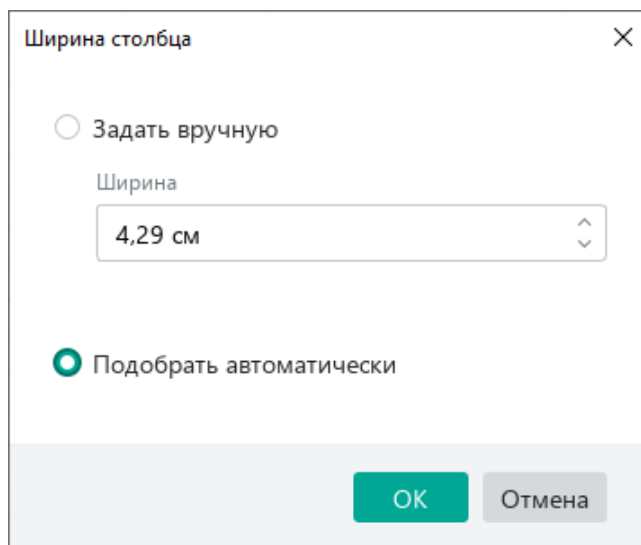 Ширина столбца
Задать вручную
Ширина
4,29 см
Подобрать автоматически
ОК Отмена